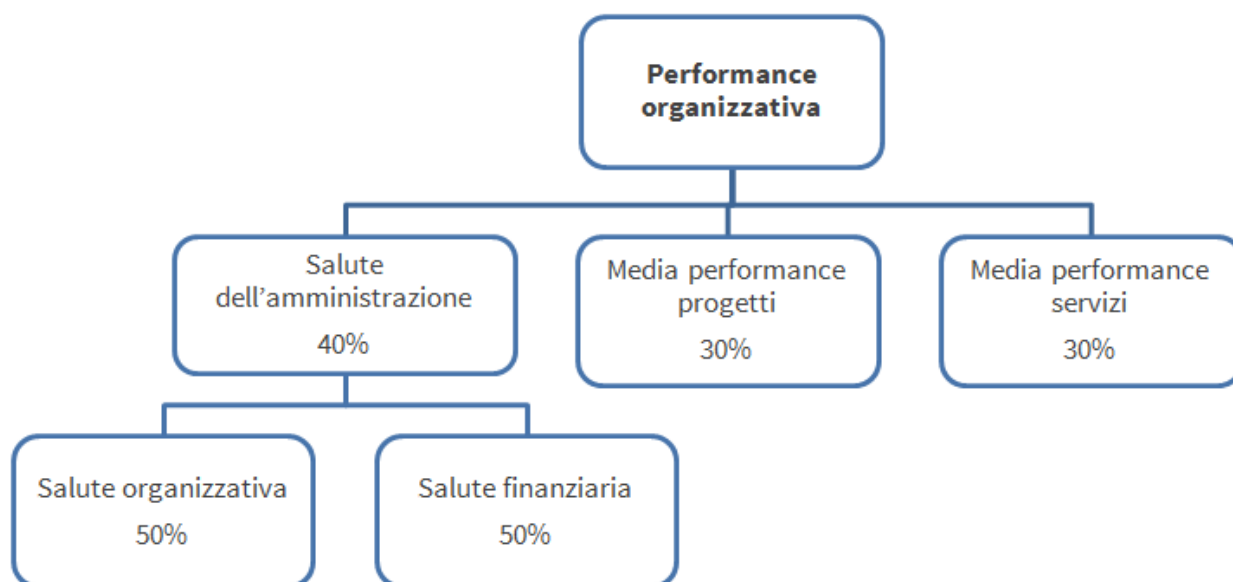 Performance
organizzativa
Salute
dell’amministrazione
40%
Media performance
progetti
30%
Media performance
servizi
30%
Salute organizzativa
50%
Salute finanziaria
50%